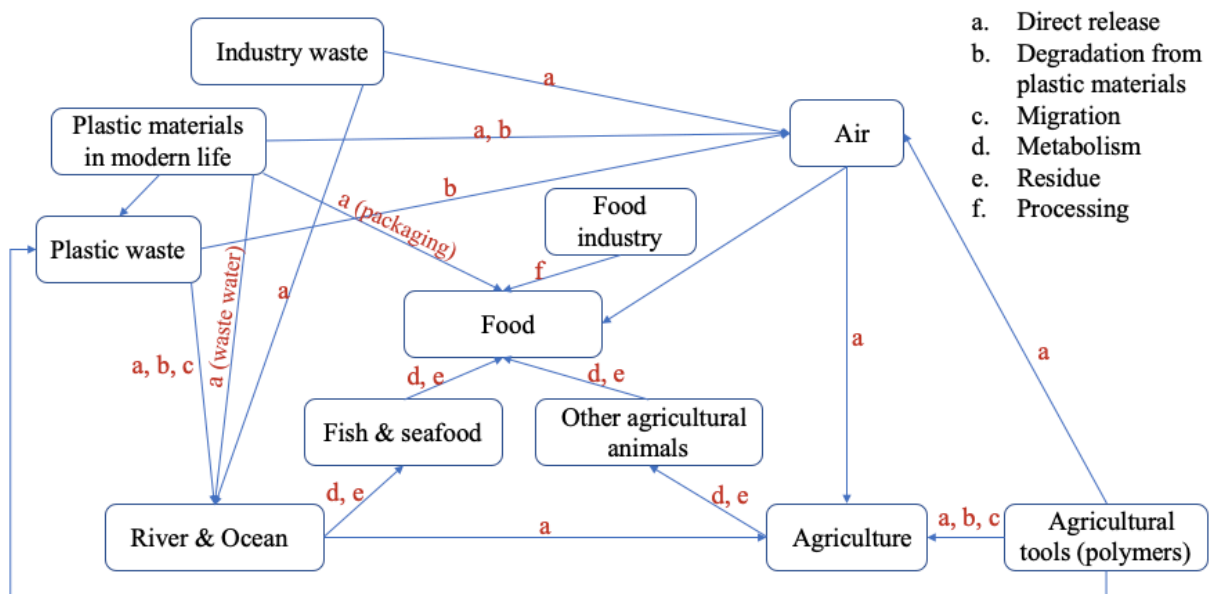 Industry waste
a. Direct release
b. Degradation from
plastic materials
c. Migration
d. Metabolism
e. Residue
f. Processing
a
Plastic materials
in modern life
a, b
Air
b
a (packaging)
Food
industry
Plastic waste
a (waste water)
a
f
Food
a, b, c
a
a
d, e
d, e
Fish & seafood
Other agricultural
animals
d, e
d, e
River & Ocean
a
Agriculture
a, b, c
Agricultural
tools (polymers)